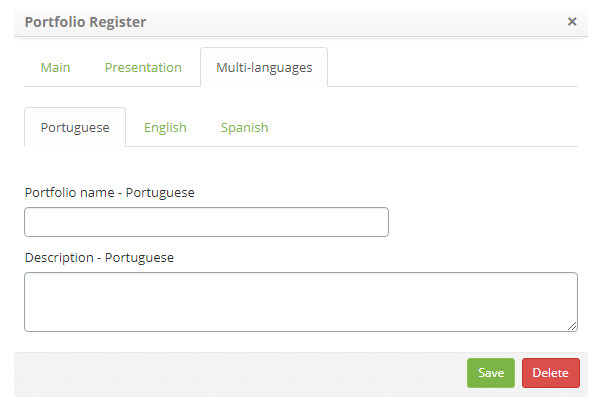 Portfolio Register ×
Main Presentation Multi-languages
Portuguese English Spanish
Portfolio name - Portuguese
Description - Portuguese
Save Delete